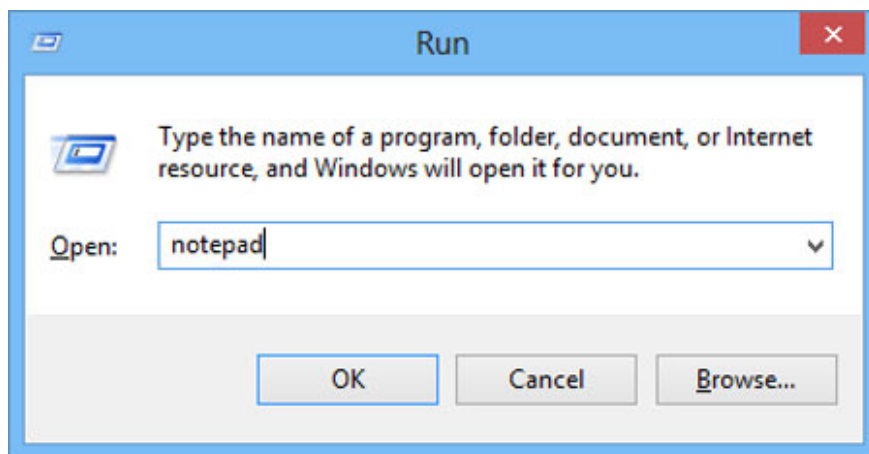 Run
Type the name of a program, folder, document, or Internet
resource, and Windows will open it for you.
Open: notepad
OK Cancel Browse...